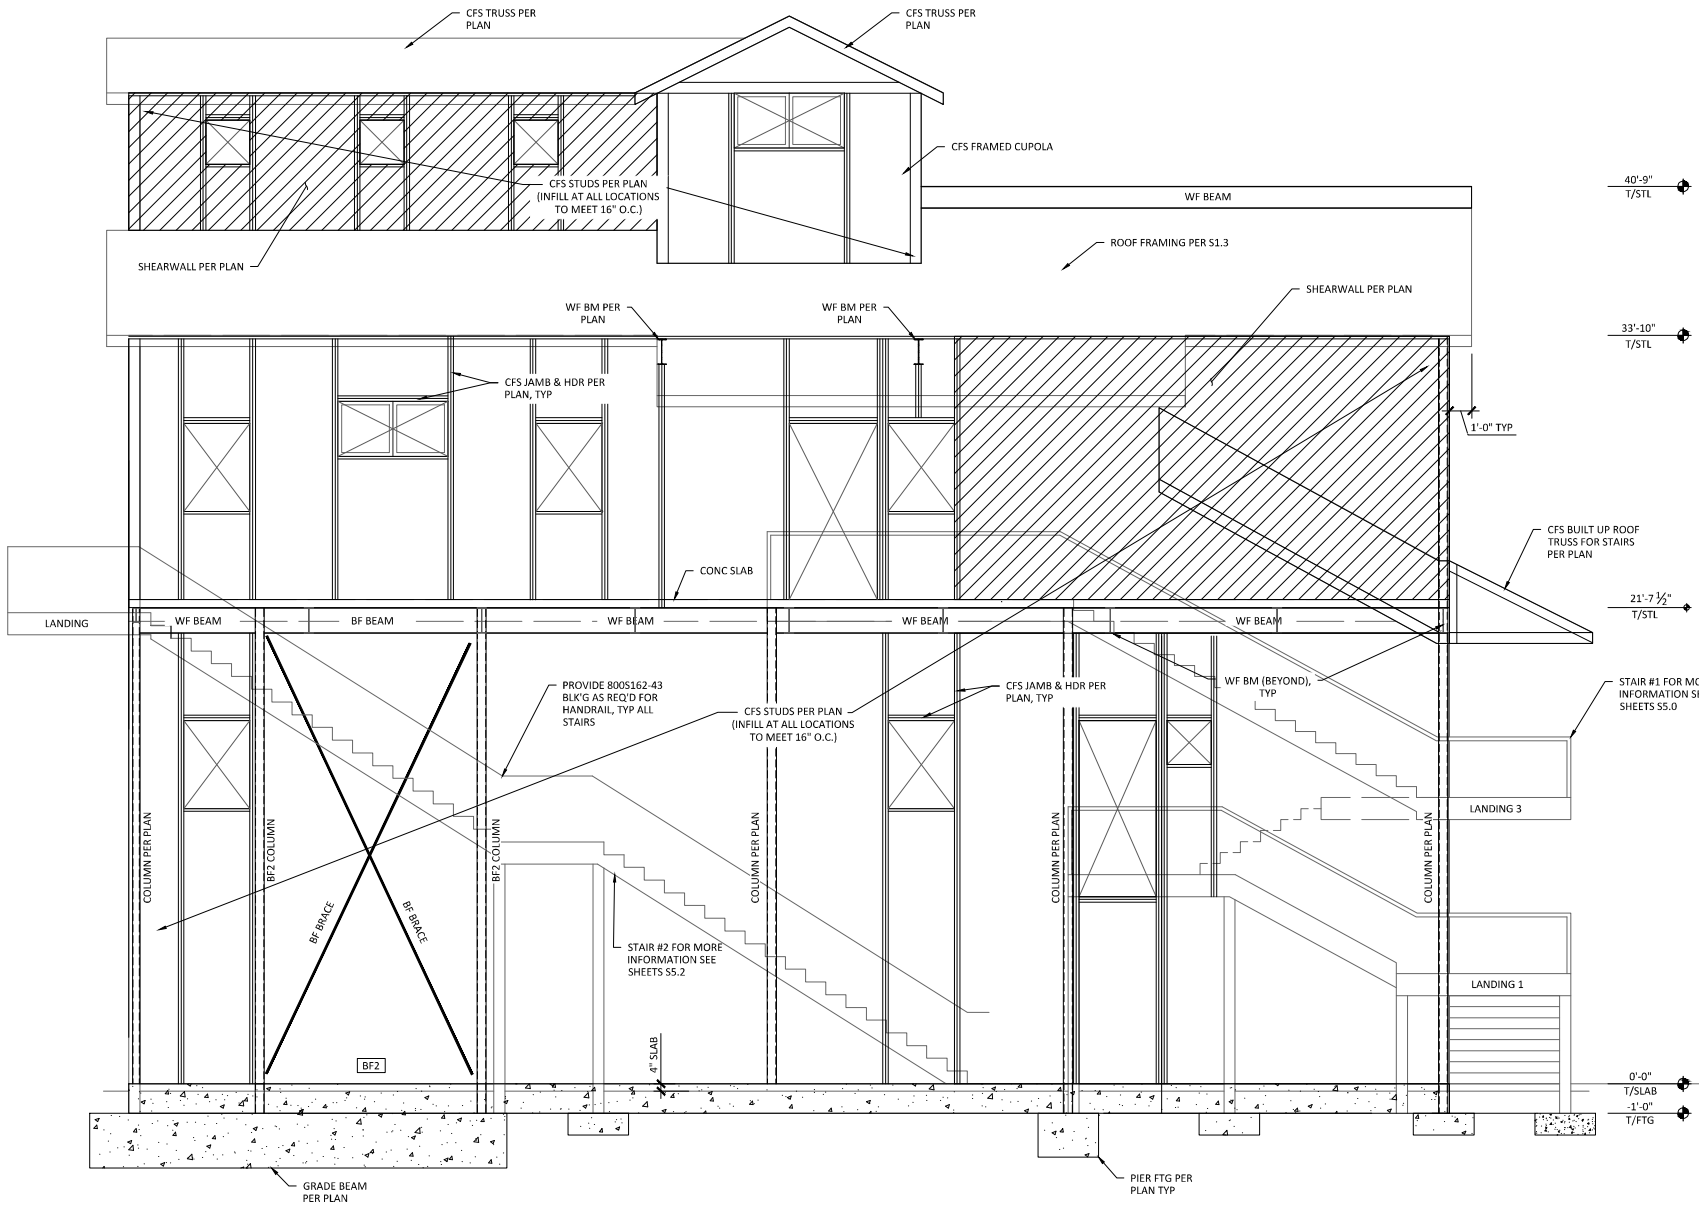 CFS TRUSS PER
PLAN
CFS TRUSS PER
PLAN
CFS FRAMED CUPOLA
CFS STUDS PER PLAN
(INFILL AT ALL LOCATIONS
TO MEET 16" O.C.)
WF BEAM
40'-9"
T/STL
SHEARWALL PER PLAN
ROOF FRAMING PER S1.3
SHEARWALL PER PLAN
WF BM PER
PLAN
WF BM PER
PLAN
33'-10"
T/STL
CFS JAMB & HDR PER
PLAN, TYP
1'-0" TYP
CFS BUILT UP ROOF
TRUSS FOR STAIRS
PER PLAN
CONC SLAB
21'-7 1/2"
T/STL
LANDING
WF BEAM
BF BEAM
WF BEAM
WF BEAM
WF BEAM
PROVIDE 800S162-43
BLK'G AS REQ'D FOR
HANDRAIL, TYP ALL
STAIRS
CFS STUDS PER PLAN
(INFILL AT ALL LOCATIONS
TO MEET 16" O.C.)
CFS JAMB & HDR PER
PLAN, TYP
WF BM (BEYOND),
TYP
STAIR #1 FOR MO
INFORMATION S
SHEETS S5.0
LANDING 3
COLUMN PER PLAN
BF2 COLUMN
BF2 COLUMN
COLUMN PER PLAN
COLUMN PER PLAN
COLUMN PER PLAN
BF BRACE
BF BRACE
STAIR #2 FOR MORE
INFORMATION SEE
SHEETS S5.2
LANDING 1
BF2
4" SLAB
0'-0"
T/SLAB
-1'-0"
T/FTG
GRADE BEAM
PER PLAN
PIER FTG PER
PLAN TYP